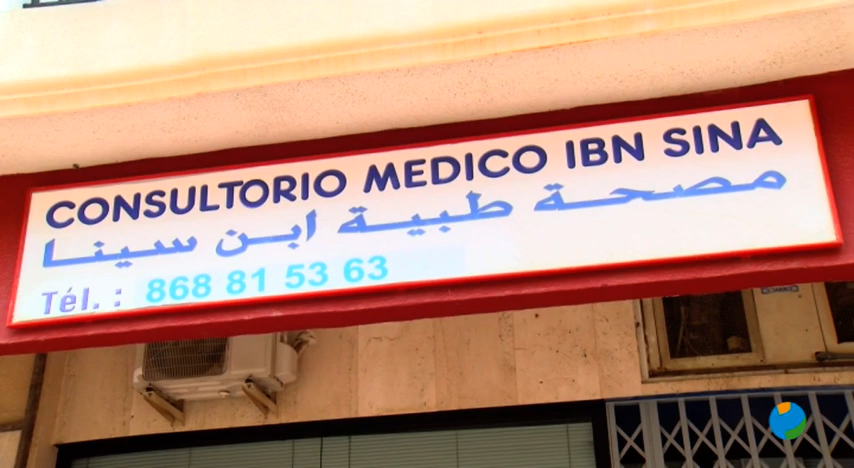 CONSULTORIO MEDICO IBN SINA
مصحة طبية ابن سينا
Tél. : 868 81 53 63